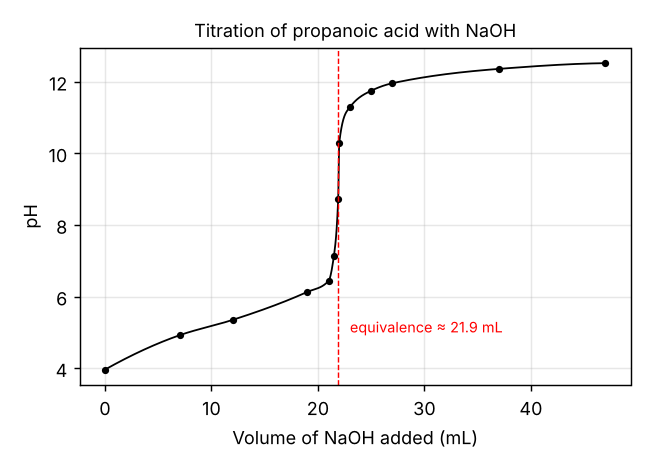 Titration of propanoic acid with NaOH
pH
12
10
8
6
4
equivalence ≈ 21.9 mL
0 10 20 30 40
Volume of NaOH added (mL)